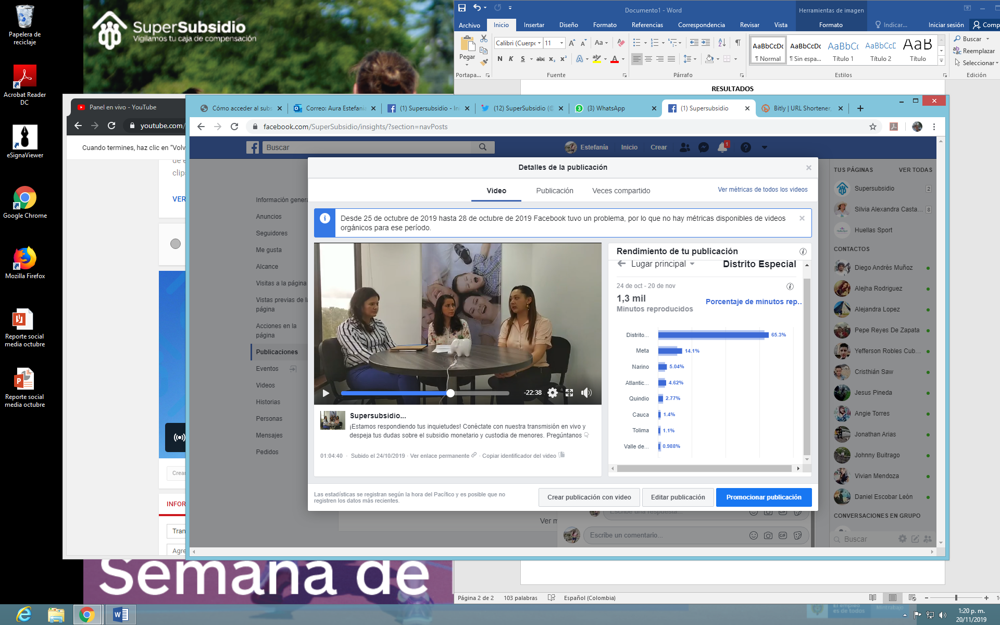 Papelera de
reciclaje
Acrobat Reader
DC
eSignaViewer
Google Chrome
Mozilla Firefox
Reporte social
media octubre
Reporte social
media octubre
SuperSubsidio
Vigilamos tu caja de compensación
Documento1 - Word
Herramientas de imagen
Archivo
Inicio
Insertar
Diseño
Formato
Referencias
Correspondencia
Revisar
Vista
Formato
Indicar...
Iniciar sesión
Comp
Pegar
Calibri (Cuerpo
11
Aa
N K S abc x₂ x²
Portapa...
Fuente
Párrafo
Estilos
Edición
AaBbCcDc
¶ Normal
AaBbCcDc
¶ Sin espa...
AaBbCc
Título 1
AaBbCcD
Título 2
AaB
Título
Buscar
Reemplazar
Seleccionar
RESULTADOS
Panel en vivo - YouTube
youtube.com/
Cuando termines, haz clic en “Volv
de e
clips
VER
Crear
INFOR
Tran
Agre
Cómo acceder al subs
Correo: Aura Estefanía
(1) Supersubsidio - Ini
(12) SuperSubsidio (@
(3) WhatsApp
(1) Supersubsidio
Bitly | URL Shortener,
facebook.com/SuperSubsidio/insights/?section=navPosts
Buscar
Estefanía
Inicio
Crear
1
Información genera
Anuncios
Seguidores
Me gusta
Alcance
Visitas a la página
Vistas previas de la
página
Acciones en la
página
Publicaciones
Eventos
Videos
Historias
Personas
Mensajes
Pedidos
Detalles de la publicación
Video
Publicación
Veces compartido
Ver métricas de todos los videos
Desde 25 de octubre de 2019 hasta 28 de octubre de 2019 Facebook tuvo un problema, por lo que no hay métricas disponibles de videos
orgánicos para ese período.
-22:38
Supersubsidio...
¡Estamos respondiendo tus inquietudes! Conéctate con nuestra transmisión en vivo y
despeja tus dudas sobre el subsidio monetario y custodia de menores. Pregúntanos 👇
01:04:40 · Subido el 24/10/2019 · Ver enlace permanente · Copiar identificador del video
Rendimiento de tu publicación
Lugar principal
Distrito Especial
24 de oct - 20 de nov
1,3 mil
Minutos reproducidos
Porcentaje de minutos rep..
Distrito... 65.3%
Meta 14.1%
Narino 5.04%
Atlantic... 4.62%
Quindio 2.77%
Cauca 1.4%
Tolima 1.1%
Valle de... 0.988%
Las estadísticas se registran según la hora del Pacífico y es posible que no
registren los datos más recientes.
Crear publicación con video
Editar publicación
Promocionar publicación
Ver m
Escribe una respuesta...
GIF
Escribe un comentario...
GIF
TUS PÁGINAS
VER TODAS
Supersubsidio 2
Silvia Alexandra Casta... 8
Huellas Sport
CONTACTOS
Diego Andrés Muñoz
Alejha Rodriguez
Alejandra Lopez
Pepe Reyes De Zapata
Yefferson Robles Cub...
Cristhián Saw
Jesus Pineda
Angie Torres
Jonathan Arias
Johnny Buitrago
Vivian Mendoza
Daniel Escobar León
CONVERSACIONES EN GRUPO
Buscar
Semana de
Página 2 de 2
103 palabras
Español (Colombia)
El empleo
es de todos
Mintrabajo
1:20 p. m.
20/11/2019